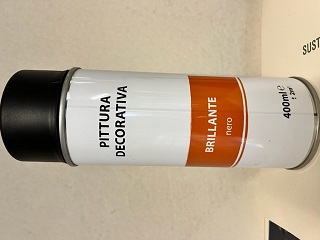 PITTURA
DECORATIVA
BRILLANTE
nero
400ml e
SUST